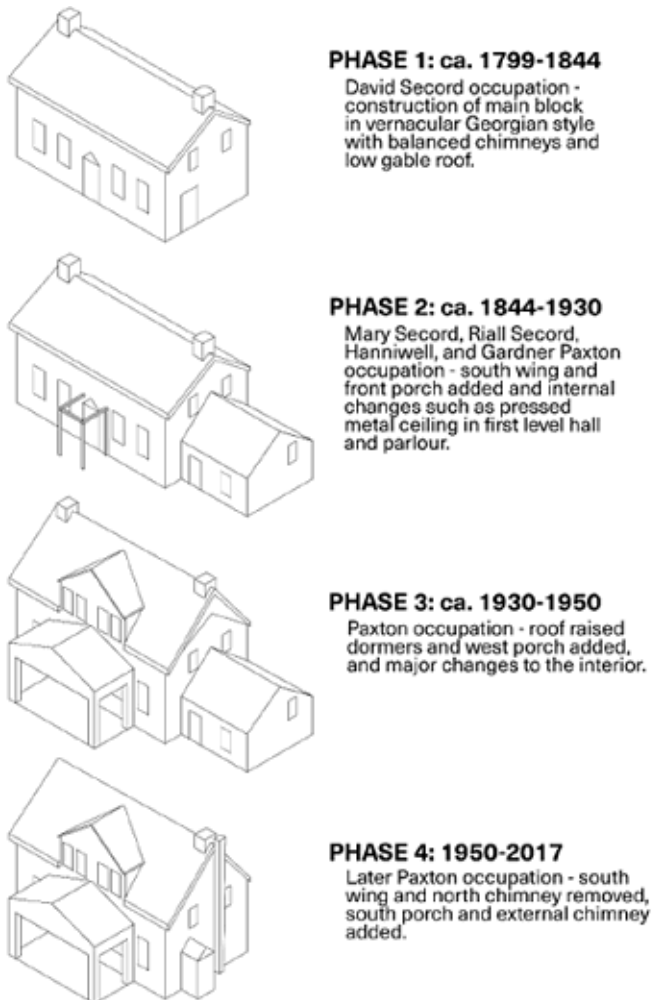 PHASE 1: ca. 1799-1844
David Secord occupation -
construction of main block
in vernacular Georgian style
with balanced chimneys and
low gable roof.
PHASE 2: ca. 1844-1930
Mary Secord, Riall Secord,
Hanniwell, and Gardner Paxton
occupation - south wing and
front porch added and internal
changes such as pressed
metal ceiling in first level hall
and parlour.
PHASE 3: ca. 1930-1950
Paxton occupation - roof raised
dormers and west porch added,
and major changes to the interior.
PHASE 4: 1950-2017
Later Paxton occupation - south
wing and north chimney removed,
south porch and external chimney
added.